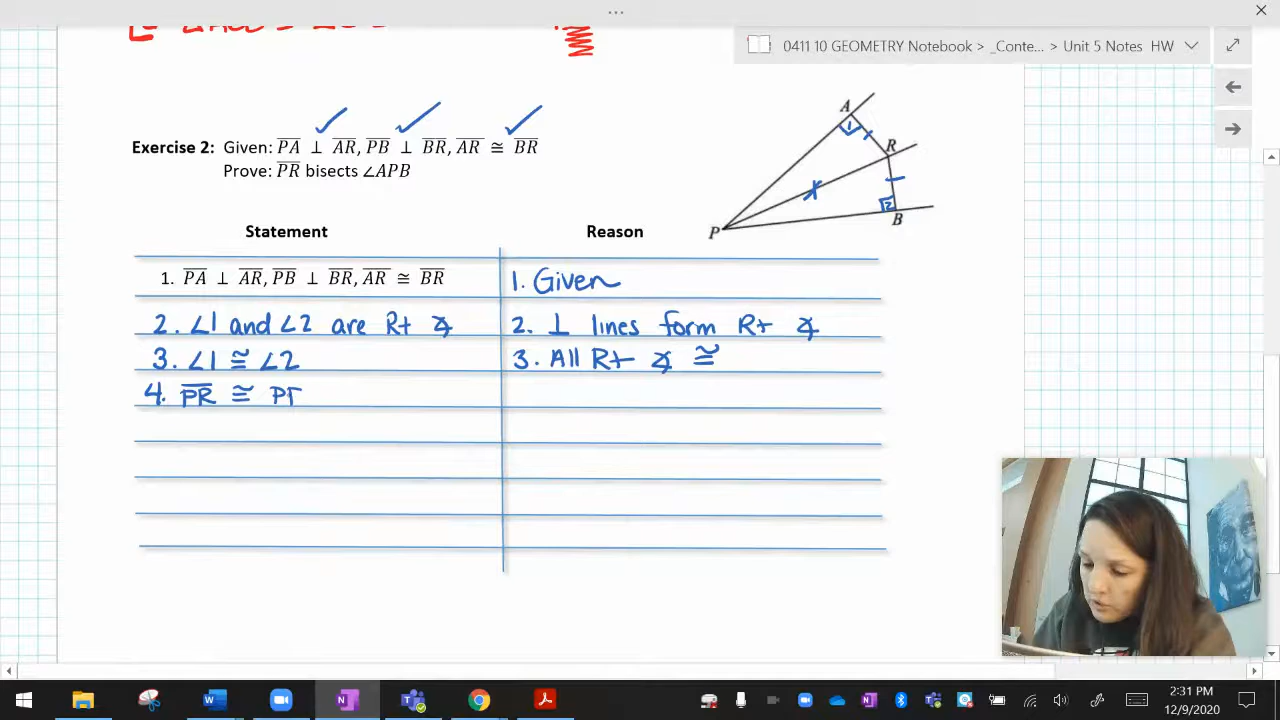 0411 10 GEOMETRY Notebook > _Conte... > Unit 5 Notes HW
Exercise 2: Given: PA ⊥ AR, PB ⊥ BR, AR ≅ BR
Prove: PR bisects ∠APB
A
1
R
2
B
P
Statement
Reason
1. PA ⊥ AR, PB ⊥ BR, AR ≅ BR
1. Given
2. ∠1 and ∠2 are Rt ∡
2. ⊥ lines form Rt ∡
3. ∠1 ≅ ∠2
3. All Rt ∡ ≅
4. PR ≅ P
2:31 PM
12/9/2020